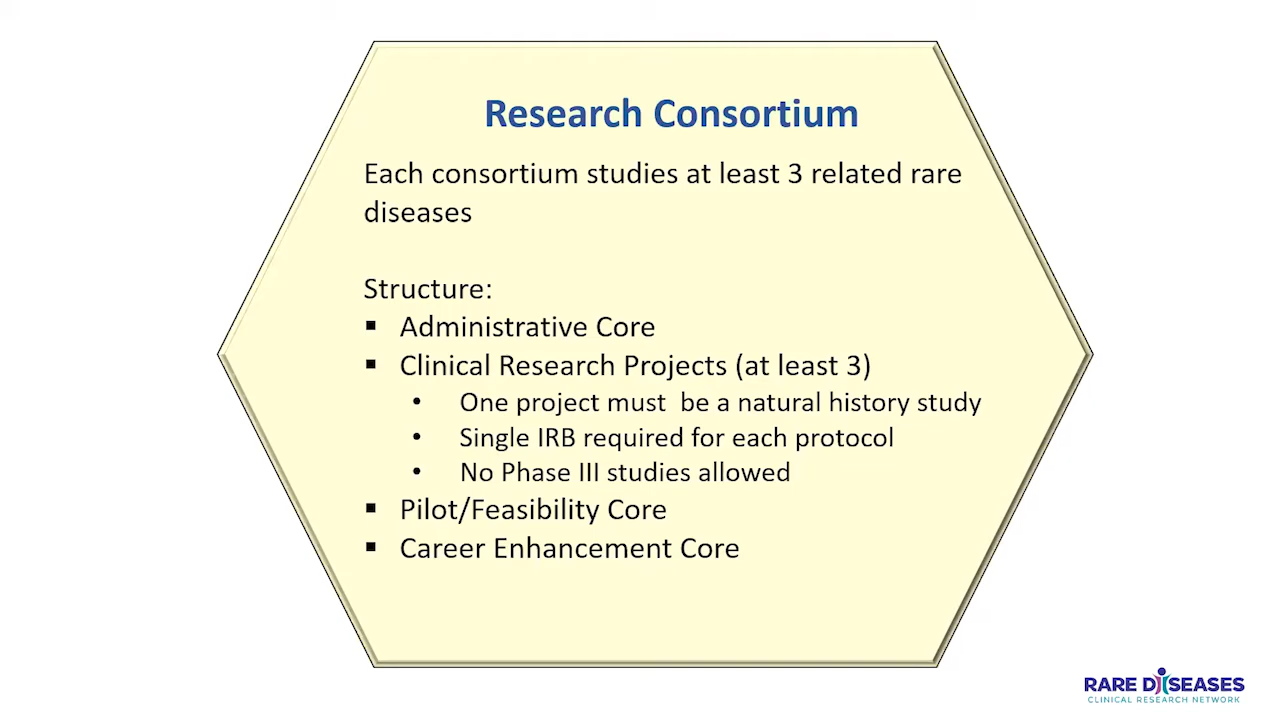 Research Consortium
Each consortium studies at least 3 related rare
diseases
Structure:
▪ Administrative Core
▪ Clinical Research Projects (at least 3)
• One project must  be a natural history study
• Single IRB required for each protocol
• No Phase III studies allowed
▪ Pilot/Feasibility Core
▪ Career Enhancement Core
RARE DISEASES
CLINICAL RESEARCH NETWORK